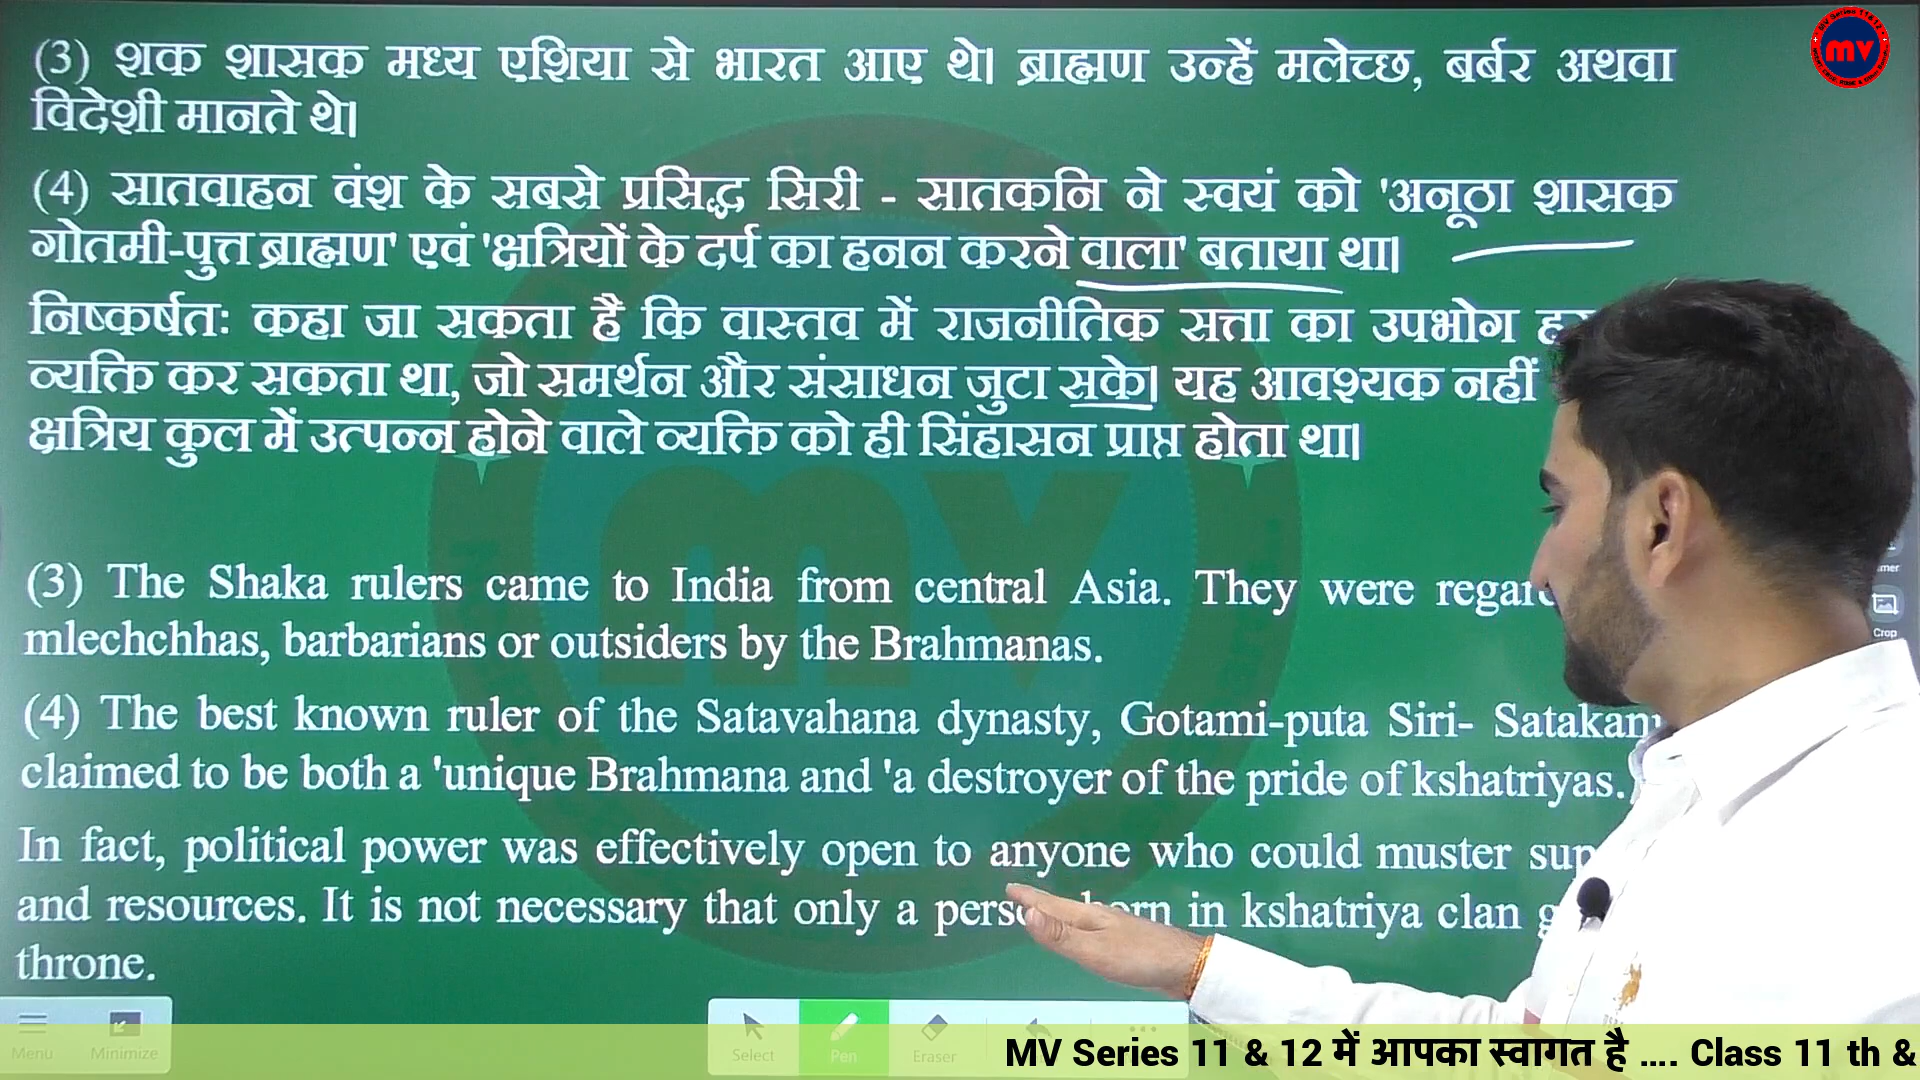 (3) शक शासक मध्य एशिया से भारत आए थे। ब्राह्मण उन्हें मलेच्छ, बर्बर अथवा
विदेशी मानते थे।
(4) सातवाहन वंश के सबसे प्रसिद्ध सिरी - सातकनि ने स्वयं को 'अनूठा शासक
गोतमी-पुत्त ब्राह्मण' एवं 'क्षत्रियों के दर्प का हनन करने वाला' बताया था।
निष्कर्षतः कहा जा सकता है कि वास्तव में राजनीतिक सत्ता का उपभोग
व्यक्ति कर सकता था, जो समर्थन और संसाधन जुटा सके। यह आवश्यक नहीं
क्षत्रिय कुल में उत्पन्न होने वाले व्यक्ति को ही सिंहासन प्राप्त होता था।
(3) The Shaka rulers came to India from central Asia. They were
mlechchhas, barbarians or outsiders by the Brahmanas.
(4) The best known ruler of the Satavahana dynasty, Gotami-puta Siri- Satakani
claimed to be both a 'unique Brahmana and 'a destroyer of the pride of kshatriyas.
In fact, political power was effectively open to anyone who could muster
and resources. It is not necessary that only a person born in kshatriya clan
throne.
mv
Crop
Menu
Minimize
Select
Pen
Eraser
MV Series 11 & 12 में आपका स्वागत है .... Class 11 th &